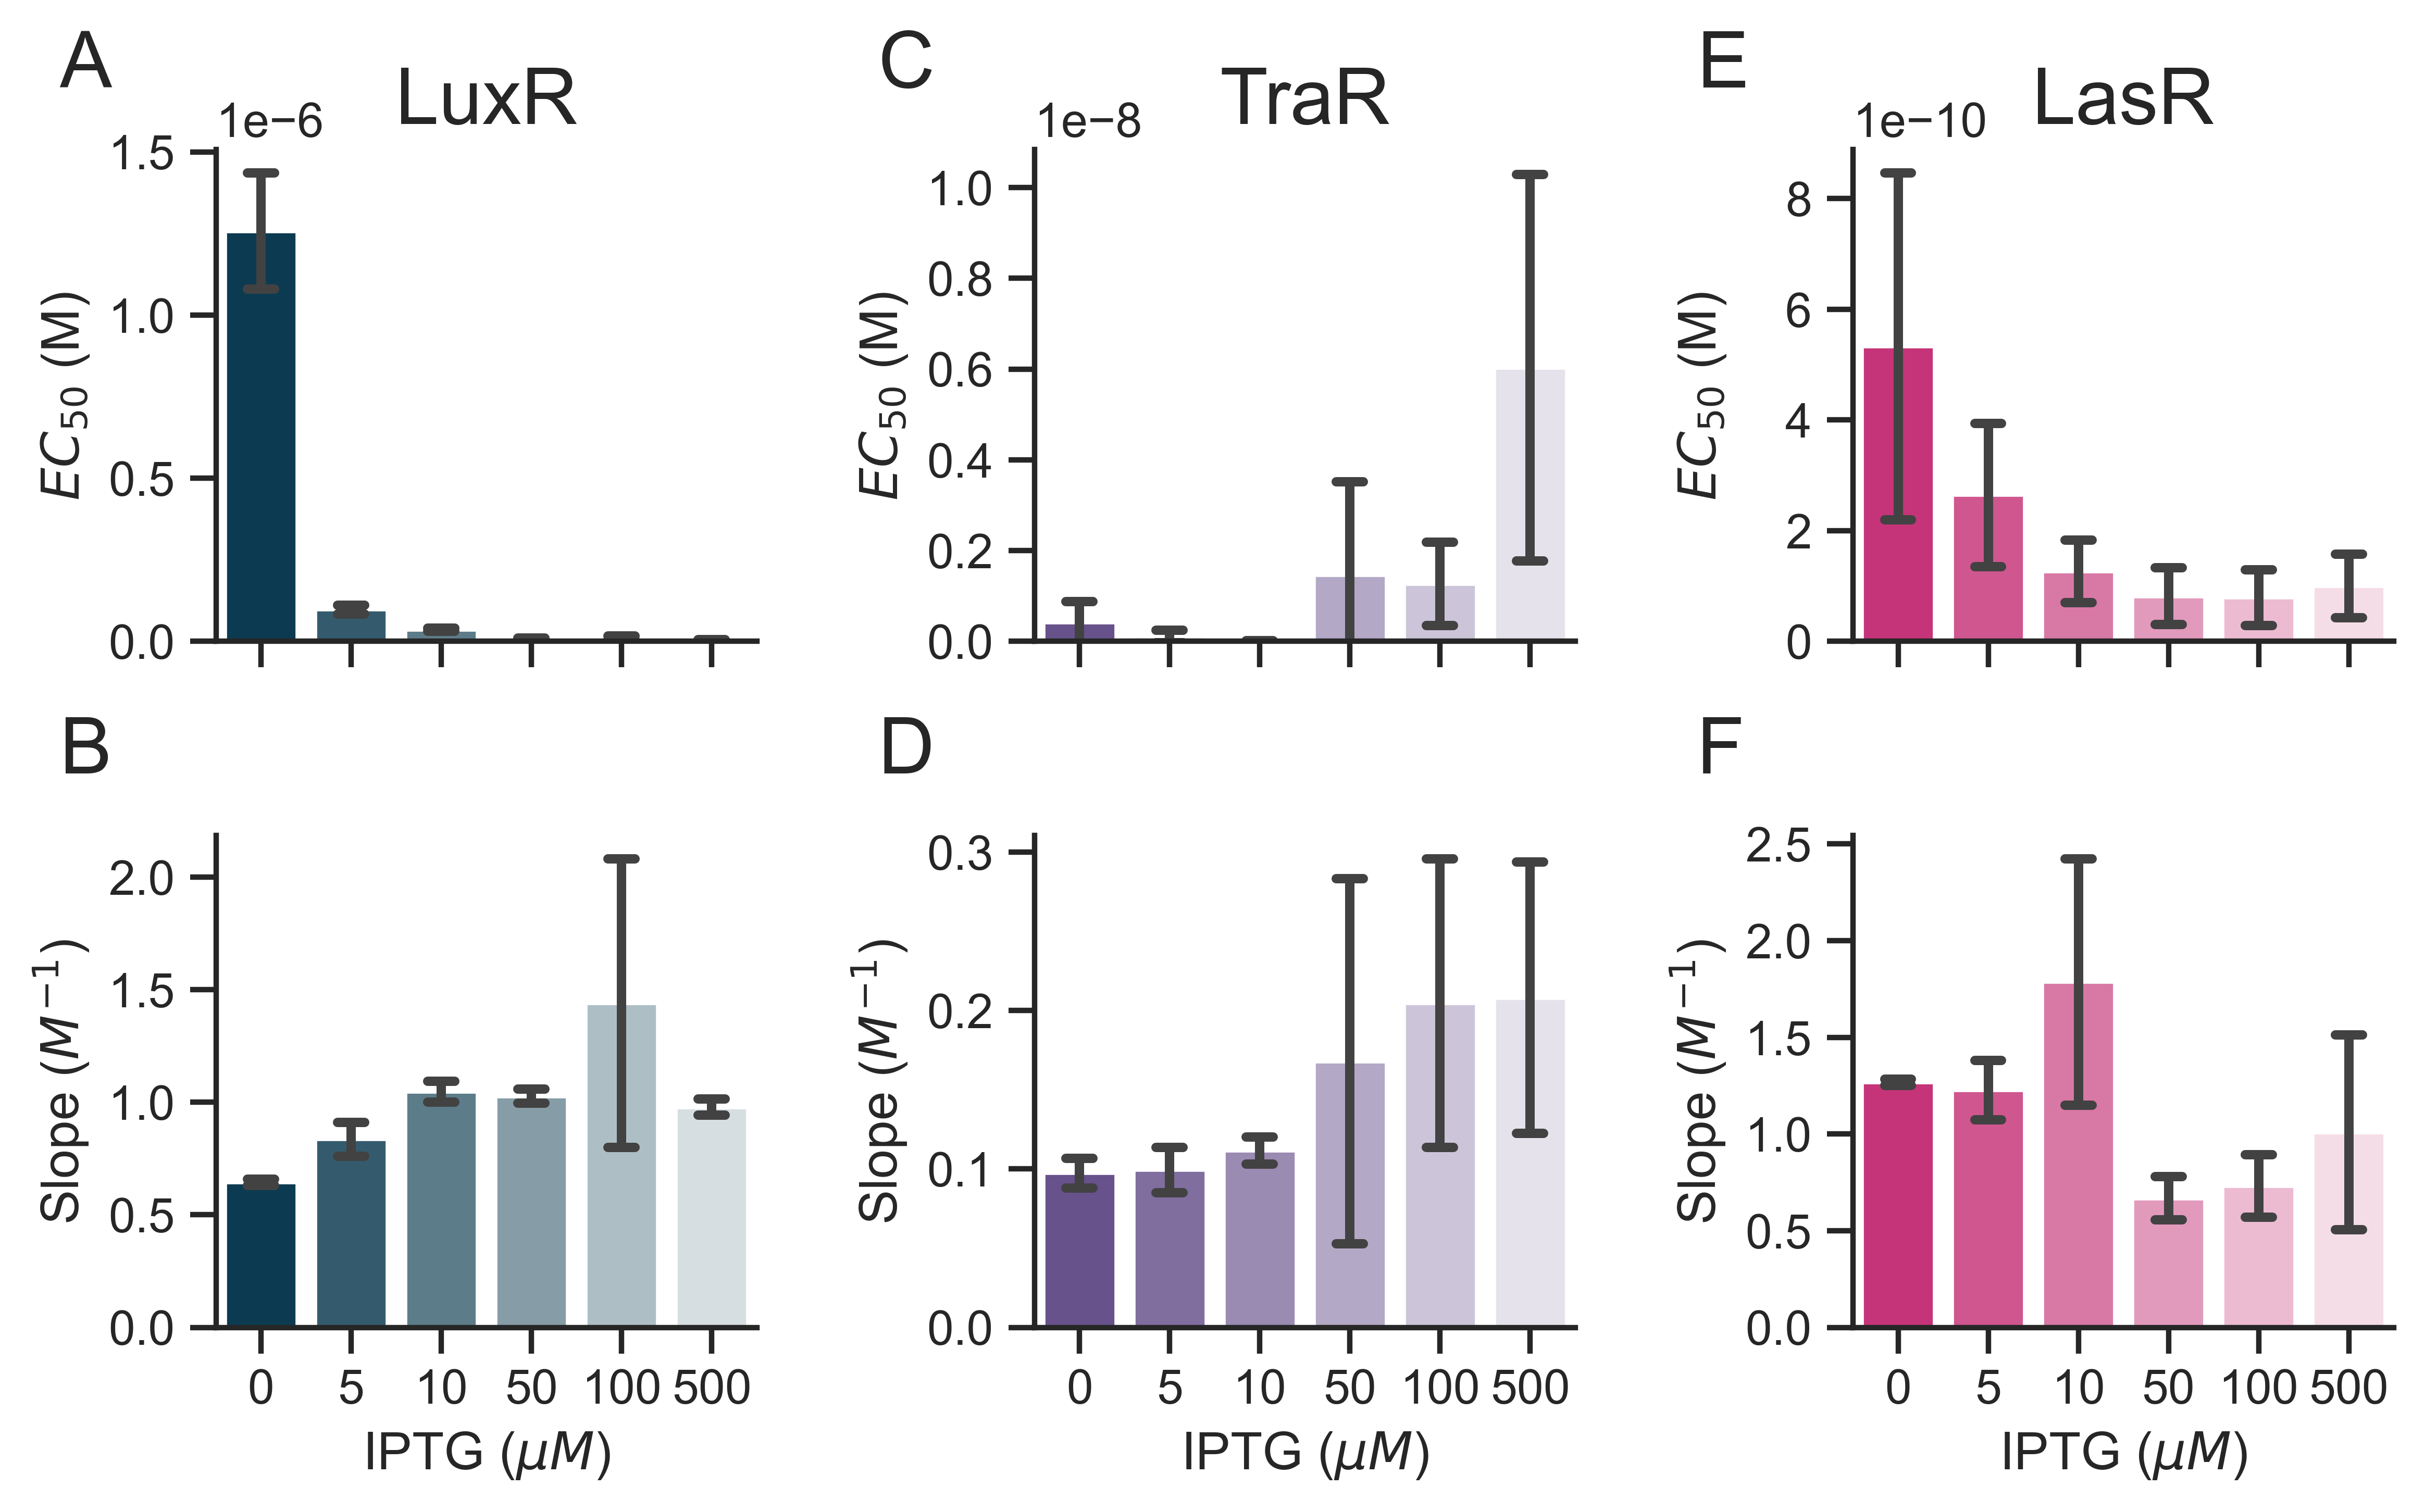 A
LuxR
1e−6
1.5
1.0
0.5
0.0
EC50 (M)
C
TraR
1e−8
1.0
0.8
0.6
0.4
0.2
0.0
EC50 (M)
E
LasR
1e−10
8
6
4
2
0
EC50 (M)
B
2.0
1.5
1.0
0.5
0.0
Slope (M−1)
0 5 10 50 100 500
IPTG (μM)
D
0.3
0.2
0.1
0.0
Slope (M−1)
0 5 10 50 100 500
IPTG (μM)
F
2.5
2.0
1.5
1.0
0.5
0.0
Slope (M−1)
0 5 10 50 100 500
IPTG (μM)